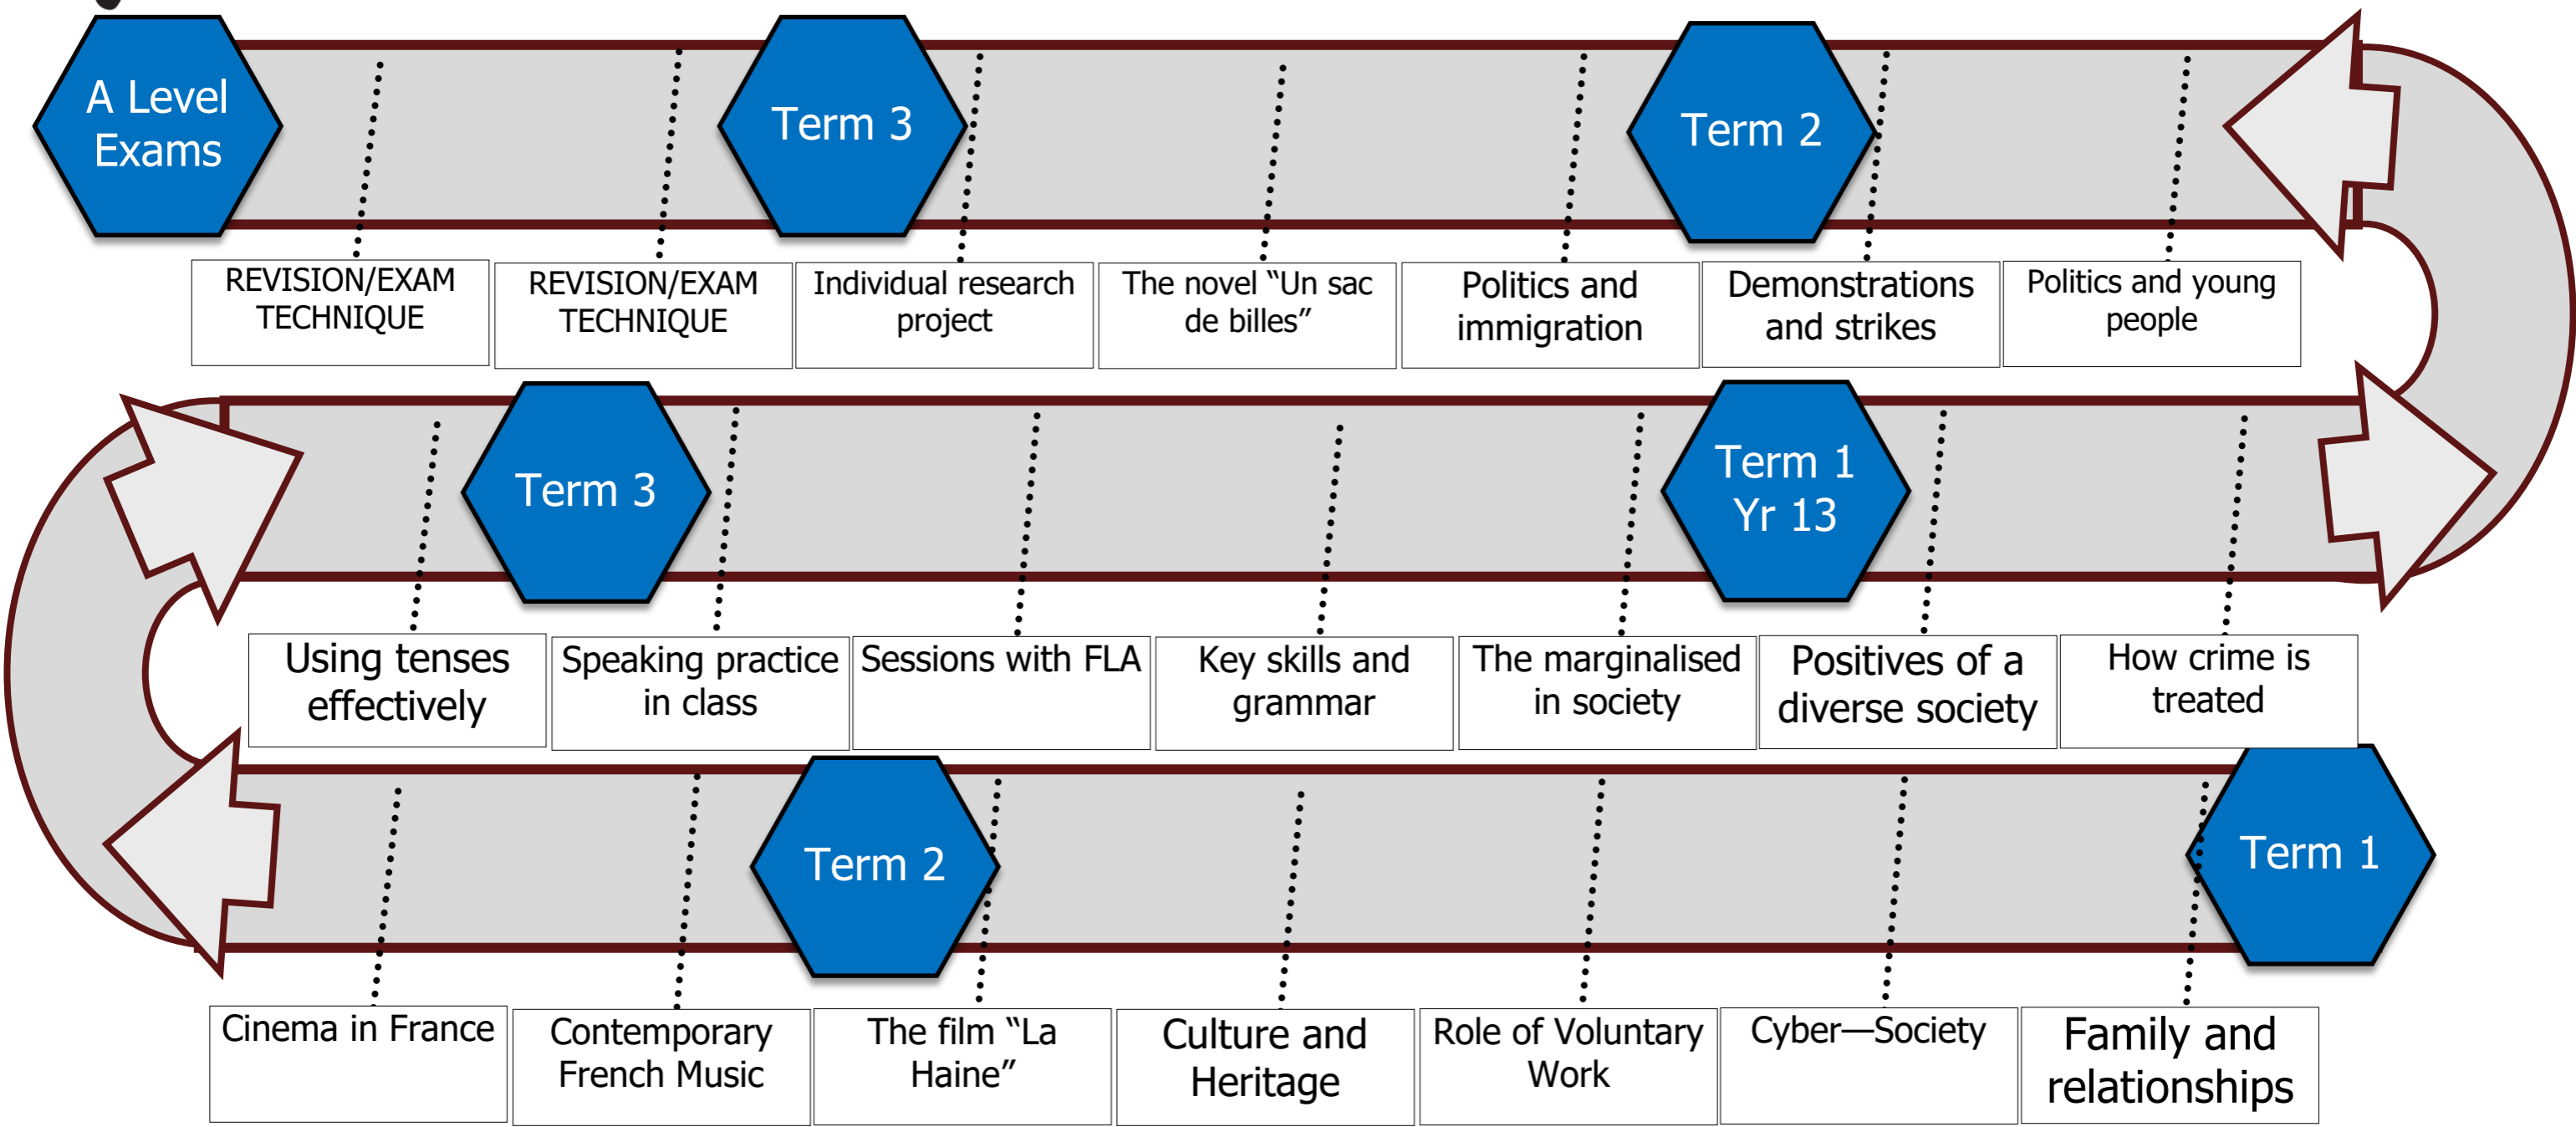 A Level
Exams
Term 3
Term 2
REVISION/EXAM
TECHNIQUE
REVISION/EXAM
TECHNIQUE
Individual research
project
The novel “Un sac
de billes”
Politics and
immigration
Demonstrations
and strikes
Politics and young
people
Term 3
Term 1
Yr 13
Using tenses
effectively
Speaking practice
in class
Sessions with FLA
Key skills and
grammar
The marginalised
in society
Positives of a
diverse society
How crime is
treated
Term 2
Term 1
Cinema in France
Contemporary
French Music
The film “La
Haine”
Culture and
Heritage
Role of Voluntary
Work
Cyber—Society
Family and
relationships